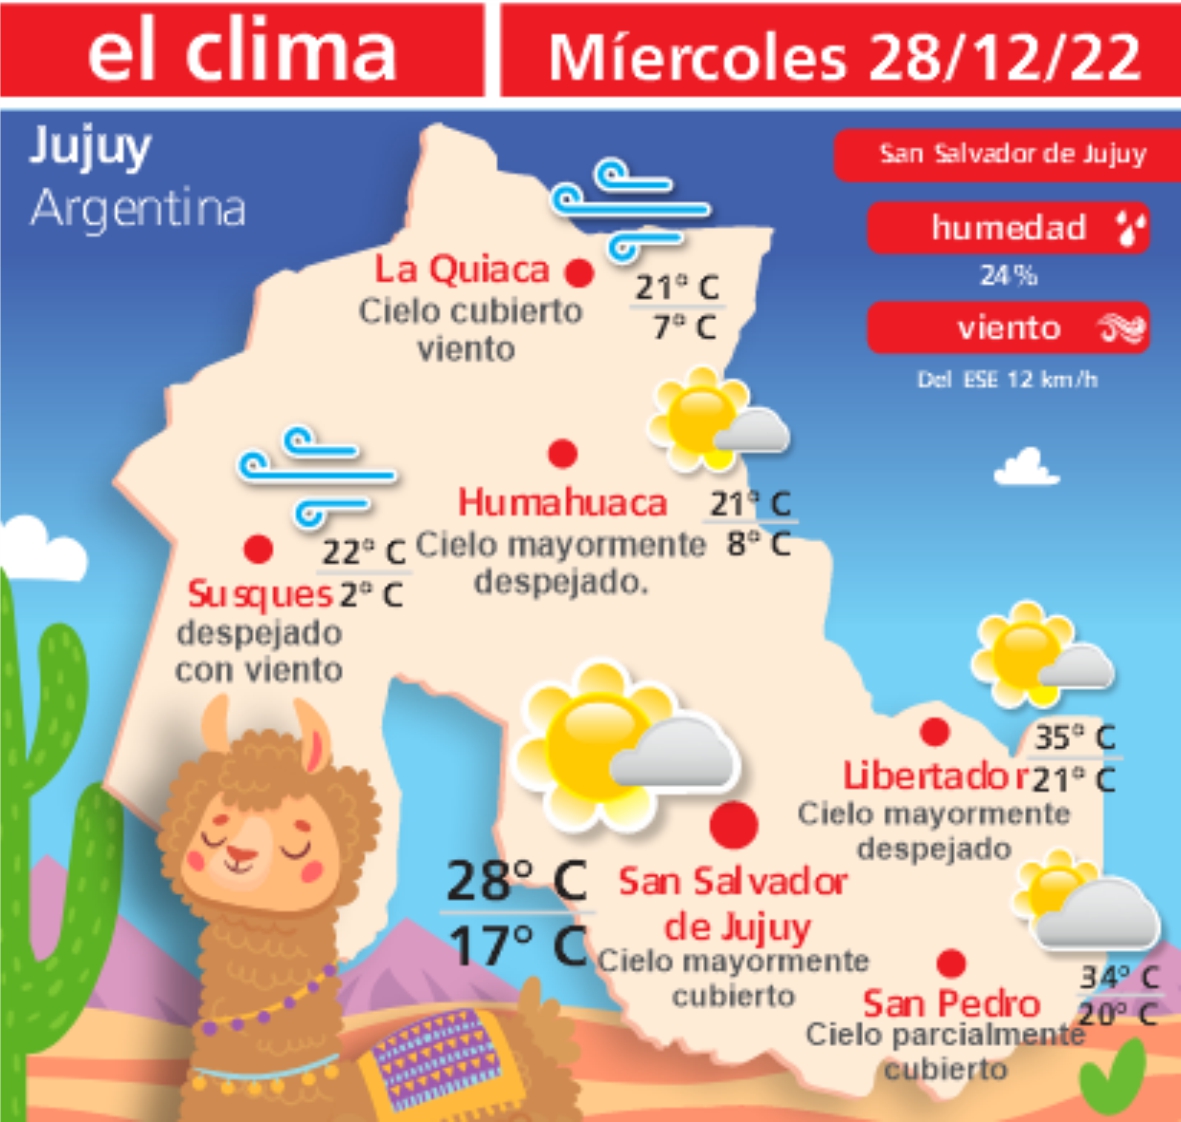 el clima
Míercoles 28/12/22
Jujuy
Argentina
San Salvador de Jujuy
humedad
24%
viento
Del ESE 12 km/h
La Quiaca
Cielo cubierto
viento
21° C
7° C
Humahuaca
Cielo mayormente
despejado.
21° C
8° C
Susques
despejado
con viento
22° C
2° C
Libertador
Cielo mayormente
despejado
35° C
21° C
28° C
17° C
San Salvador
de Jujuy
Cielo mayormente
cubierto
San Pedro
Cielo parcialmente
cubierto
34° C
20° C